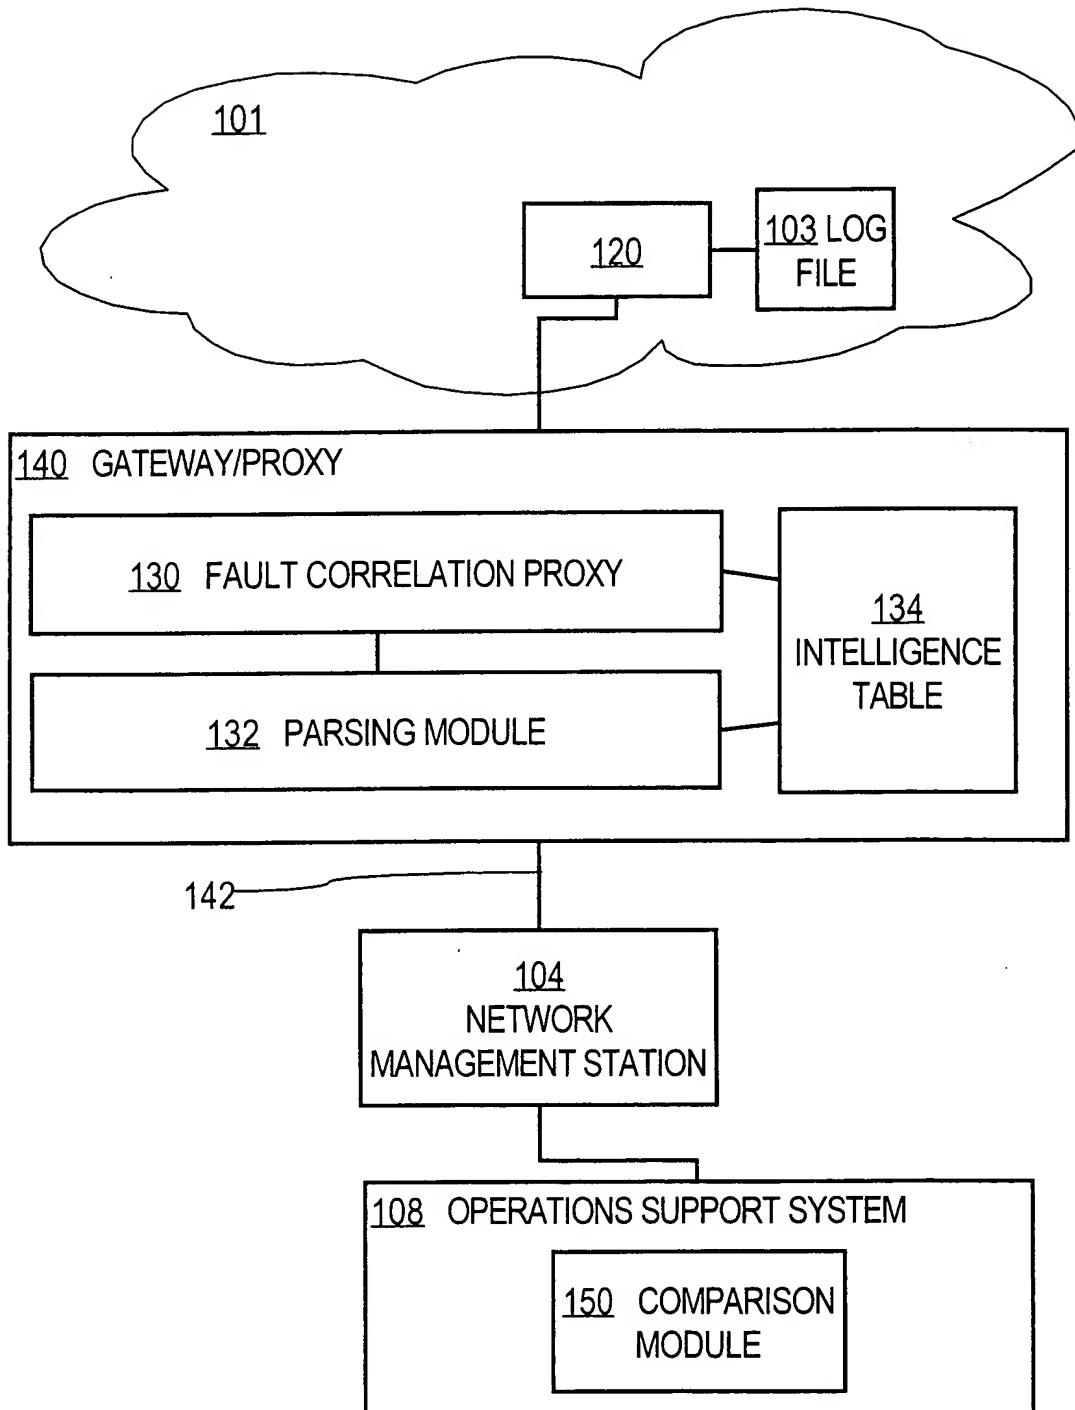 101
120
103 LOG
FILE
140 GATEWAY/PROXY
130 FAULT CORRELATION PROXY
134
INTELLIGENCE
TABLE
132 PARSING MODULE
142
104
NETWORK
MANAGEMENT STATION
108 OPERATIONS SUPPORT SYSTEM
150 COMPARISON
MODULE